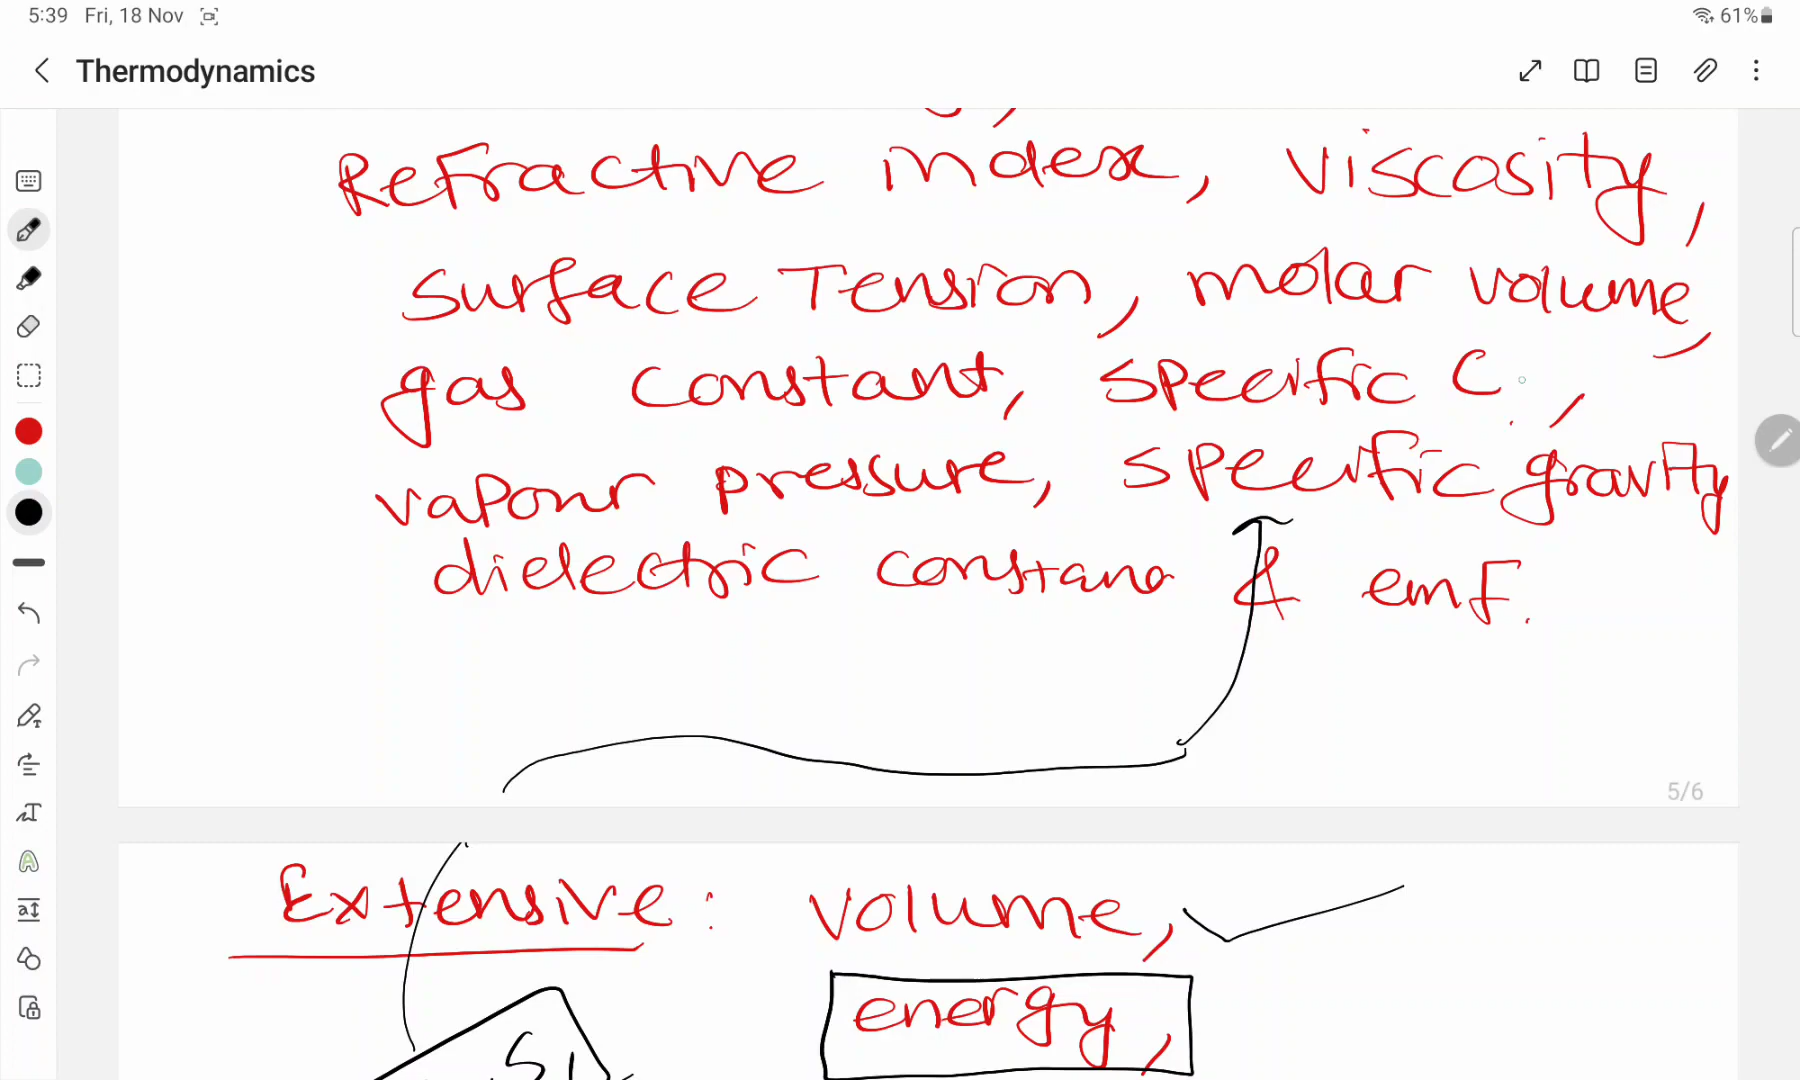 5:39 Fri, 18 Nov 61%
Thermodynamics
Refractive index, viscosity,
surface Tension, molar volume,
gas constant, specific C.,
vapour pressure, specific gravity
dielectric constant & emf.
5/6
Extensive: volume,
energy,